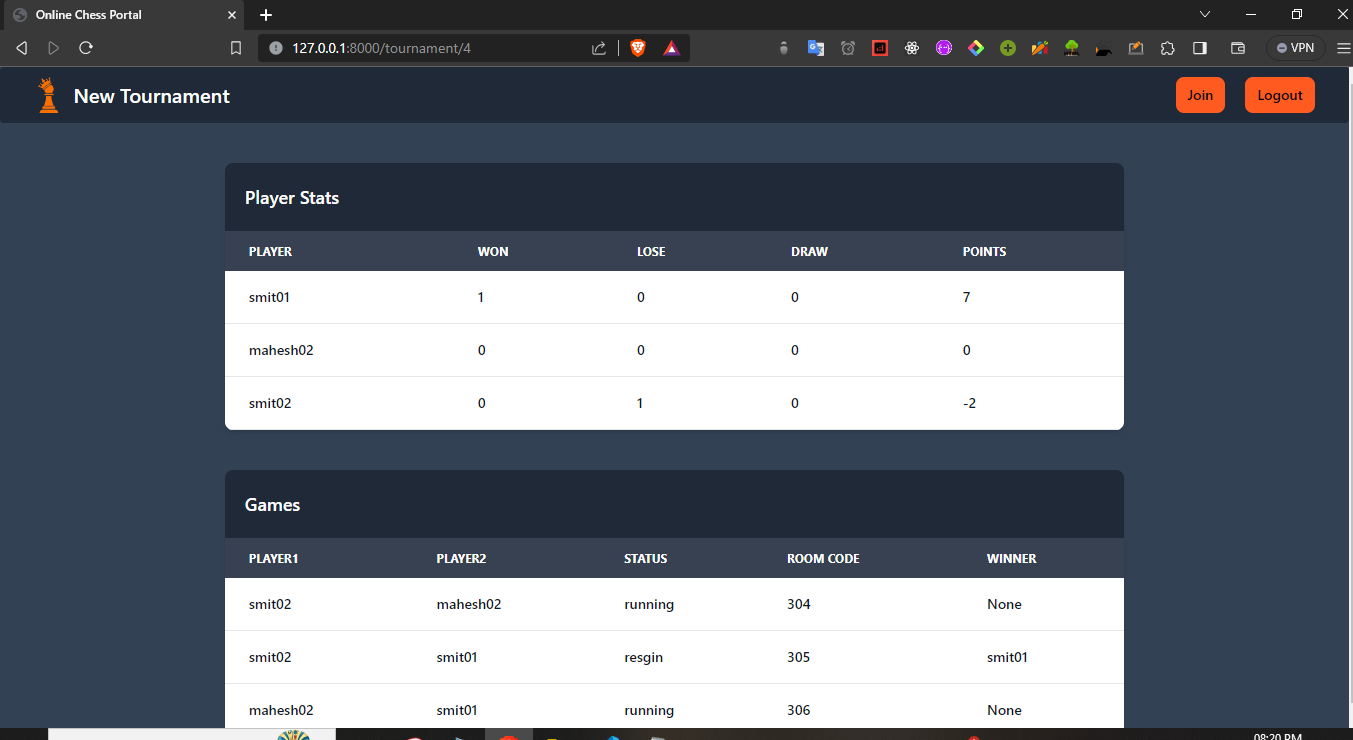 Online Chess Portal
127.0.0.1:8000/tournament/4
VPN
New Tournament
Join
Logout
Player Stats
PLAYER WON LOSE DRAW POINTS
smit01 1 0 0 7
mahesh02 0 0 0 0
smit02 0 1 0 -2
Games
PLAYER1 PLAYER2 STATUS ROOM CODE WINNER
smit02 mahesh02 running 304 None
smit02 smit01 resgin 305 smit01
mahesh02 smit01 running 306 None
08:20 PM